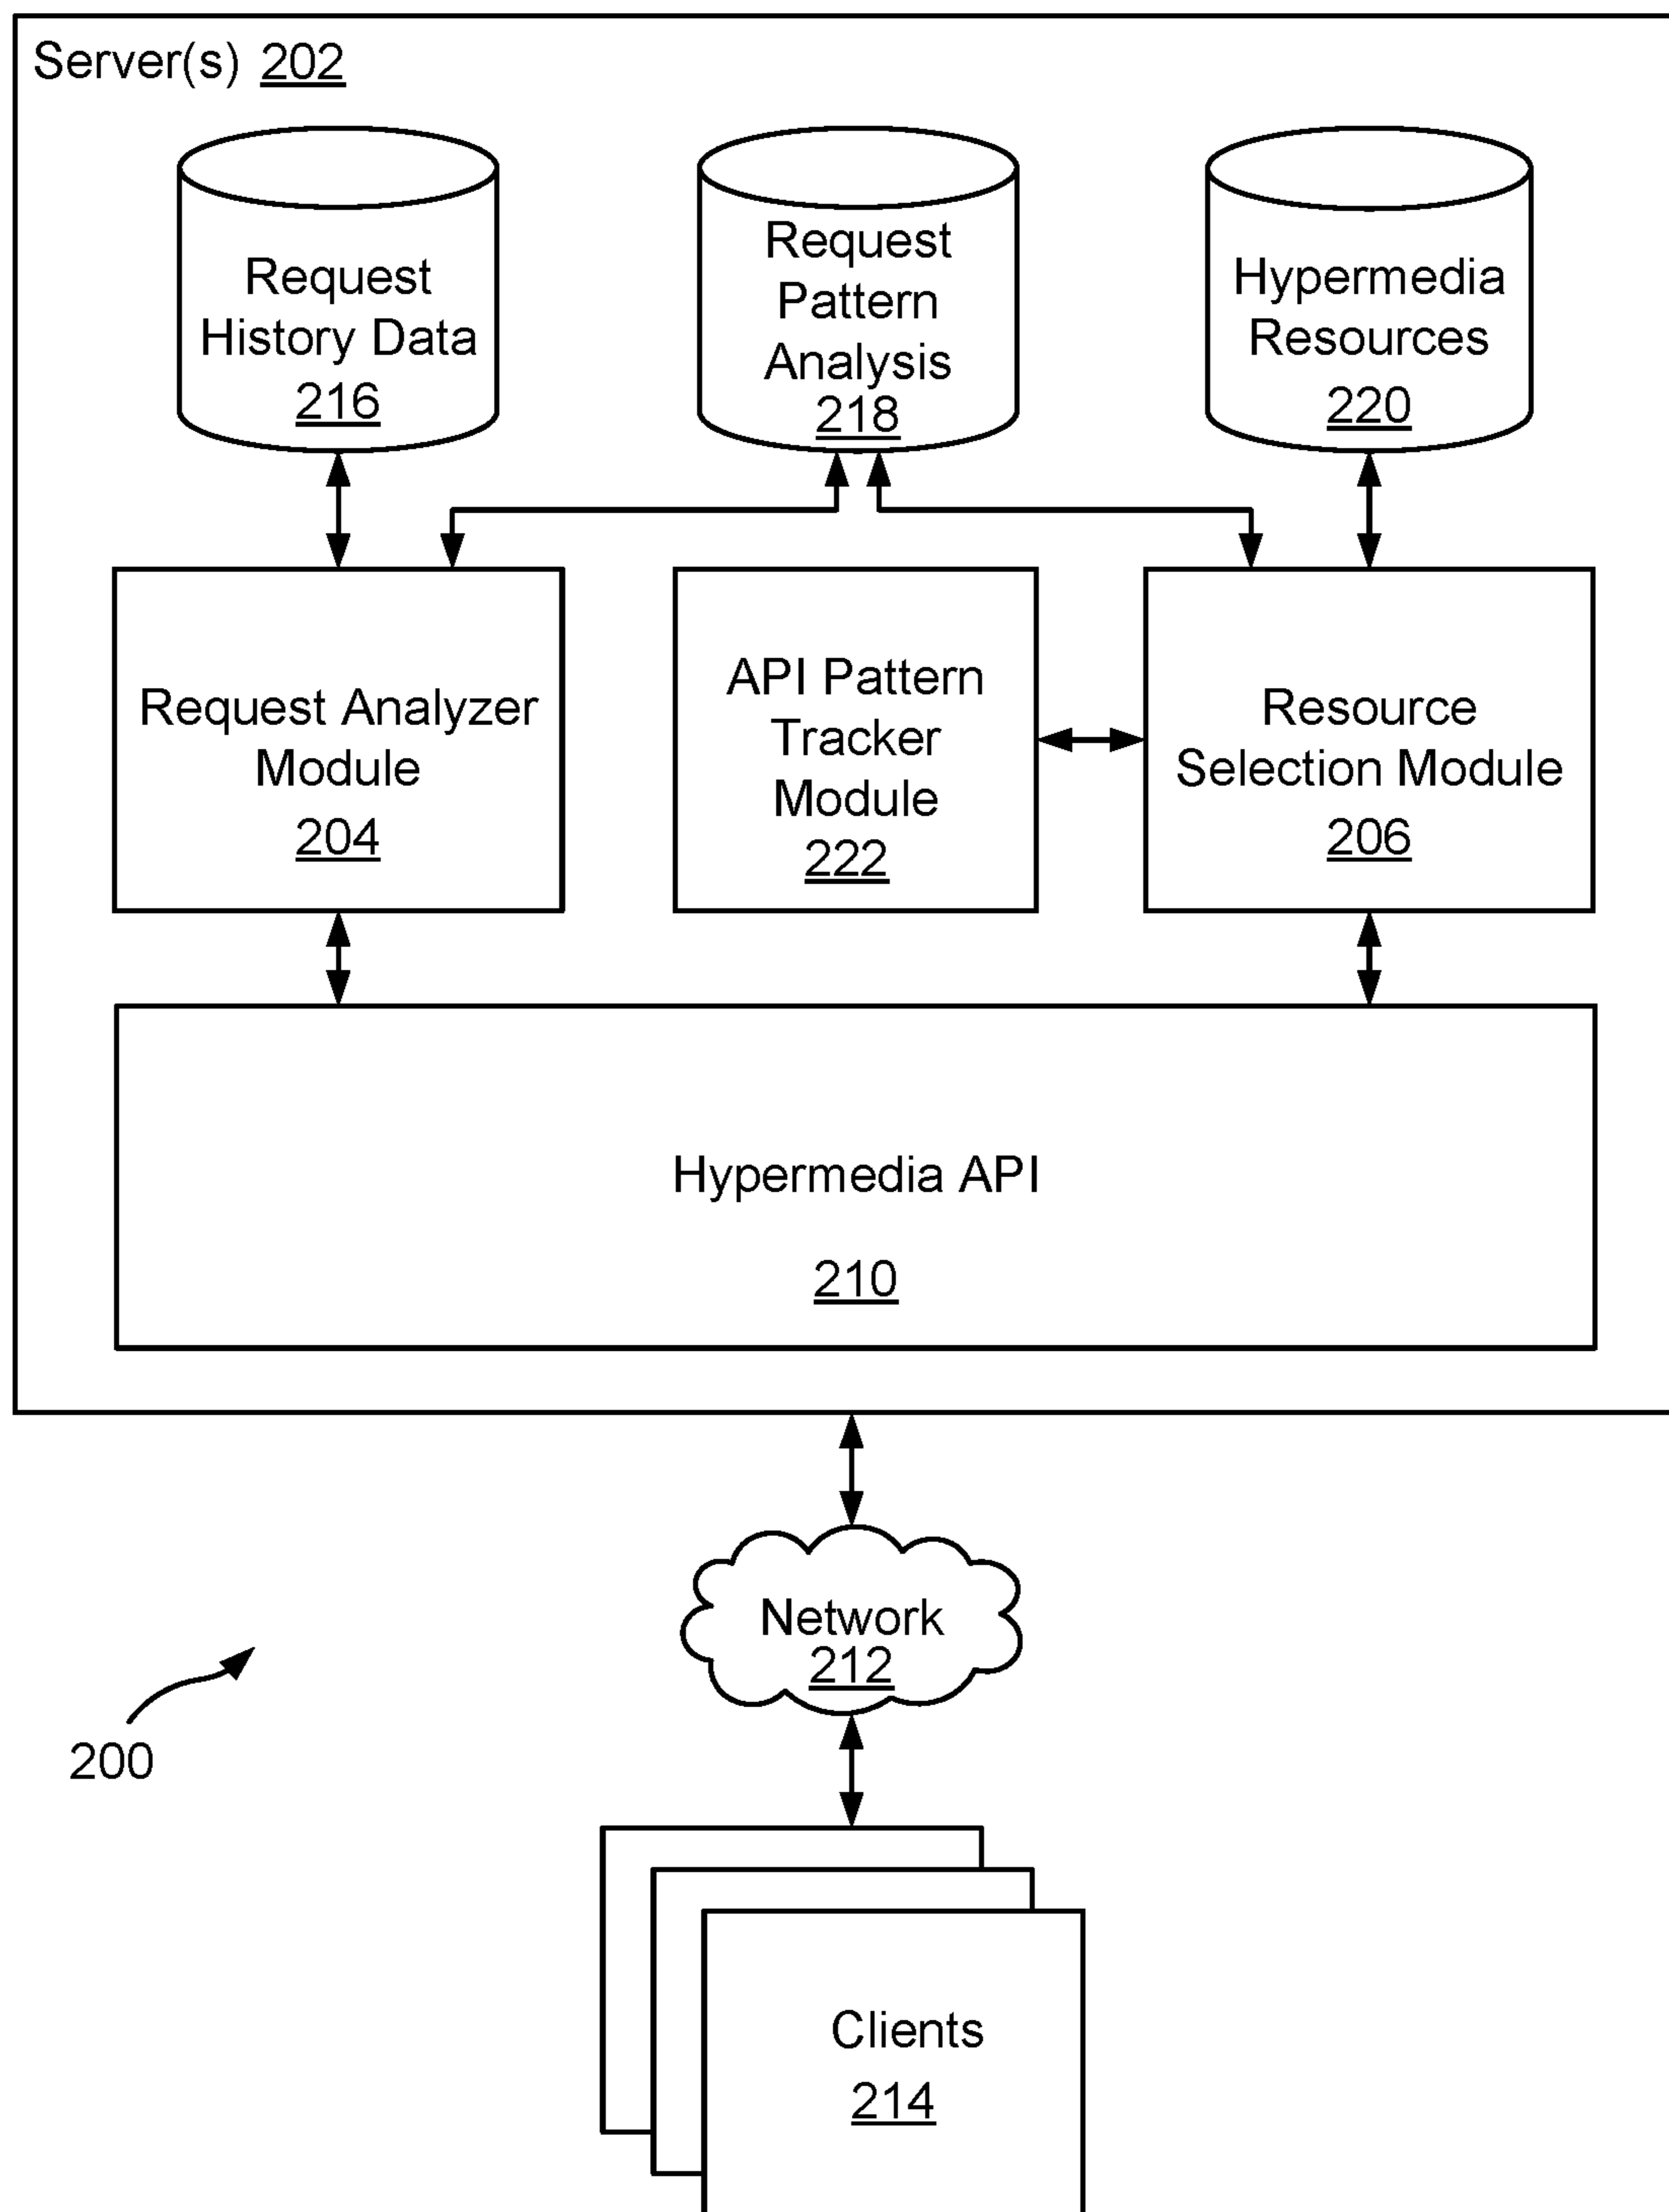 Server(s) 202
Request
History Data
216
Request
Pattern
Analysis
218
Hypermedia
Resources
220
Request Analyzer
Module
204
API Pattern
Tracker
Module
222
Resource
Selection Module
206
Hypermedia API
210
Network
212
200
Clients
214